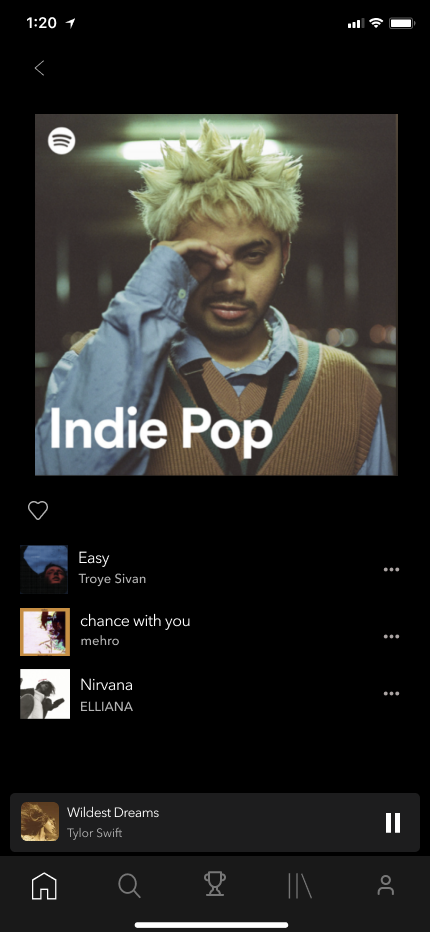 1:20
Indie Pop
Easy
Troye Sivan
chance with you
mehro
Nirvana
ELLIANA
Wildest Dreams
Tylor Swift